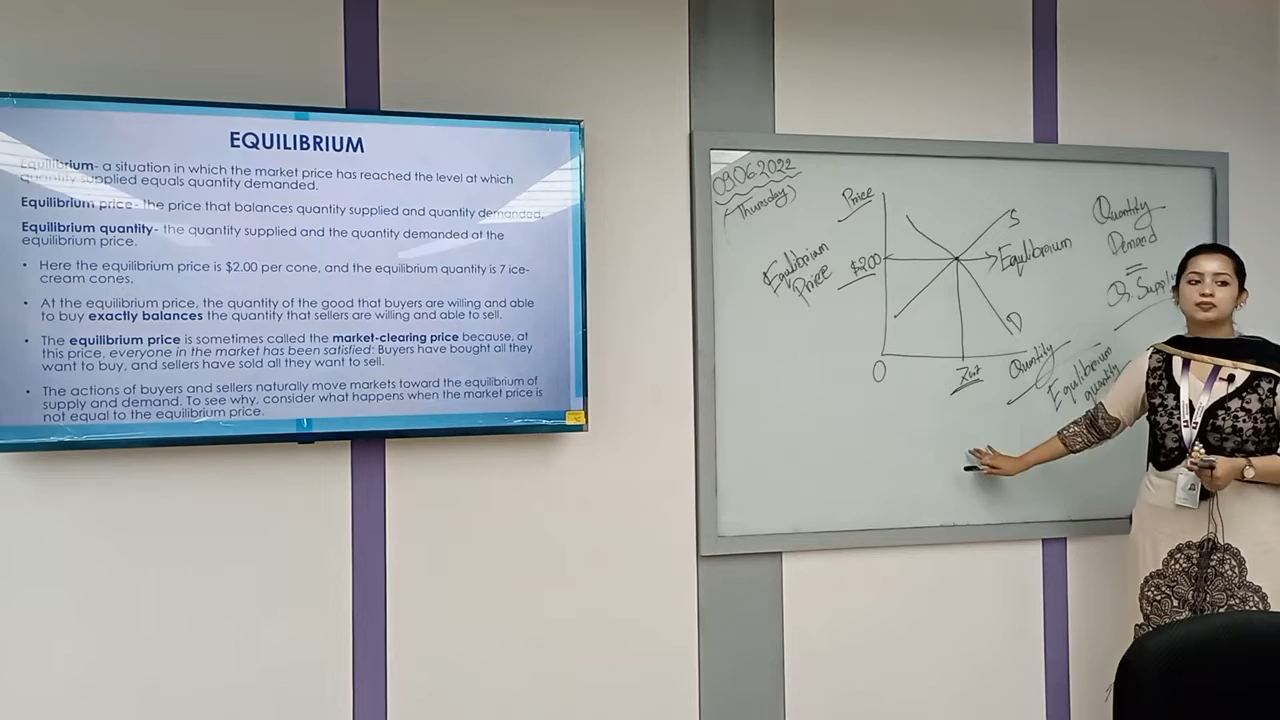 EQUILIBRIUM
Equilibrium- a situation in which the market price has reached the level at which
quantity supplied equals quantity demanded.
Equilibrium price- the price that balances quantity supplied and quantity demanded.
Equilibrium quantity- the quantity supplied and the quantity demanded at the
equilibrium price.
• Here the equilibrium price is $2.00 per cone, and the equilibrium quantity is 7 ice-
cream cones.
• At the equilibrium price, the quantity of the good that buyers are willing and able
to buy exactly balances the quantity that sellers are willing and able to sell.
• The equilibrium price is sometimes called the market-clearing price because, at
this price, everyone in the market has been satisfied: Buyers have bought all they
want to buy, and sellers have sold all they want to sell.
• The actions of buyers and sellers naturally move markets toward the equilibrium of
supply and demand. To see why, consider what happens when the market price is
not equal to the equilibrium price.
09.06.2022
(Thursday)
Price
S
Equilibrium
Equilibrium
Price
$2.00
D
0
7
Quantity
Equilibrium
quantity
Quantity
Demand
=
Q. Supply